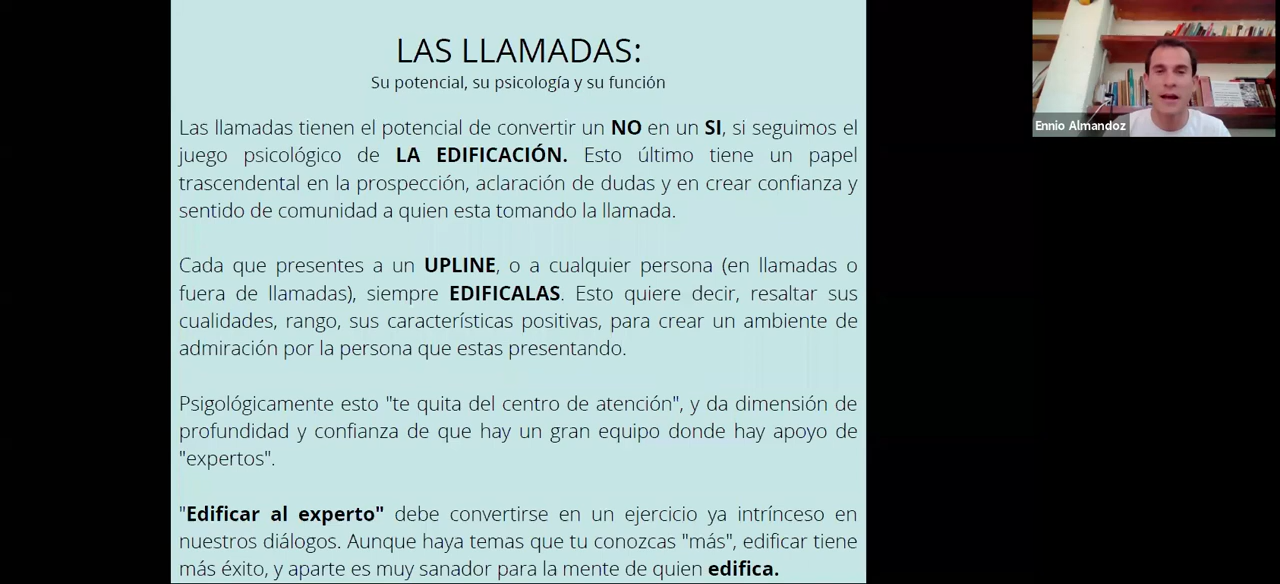 LAS LLAMADAS:
Su potencial, su psicología y su función
Las llamadas tienen el potencial de convertir un NO en un SI, si seguimos el
juego psicológico de LA EDIFICACIÓN. Esto último tiene un papel
trascendental en la prospección, aclaración de dudas y en crear confianza y
sentido de comunidad a quien esta tomando la llamada.
Cada que presentes a un UPLINE, o a cualquier persona (en llamadas o
fuera de llamadas), siempre EDIFICALAS. Esto quiere decir, resaltar sus
cualidades, rango, sus características positivas, para crear un ambiente de
admiración por la persona que estas presentando.
Psigológicamente esto "te quita del centro de atención", y da dimensión de
profundidad y confianza de que hay un gran equipo donde hay apoyo de
"expertos".
"Edificar al experto" debe convertirse en un ejercicio ya intrínceso en
nuestros diálogos. Aunque haya temas que tu conozcas "más", edificar tiene
más éxito, y aparte es muy sanador para la mente de quien edifica.
Ennio Almandoz